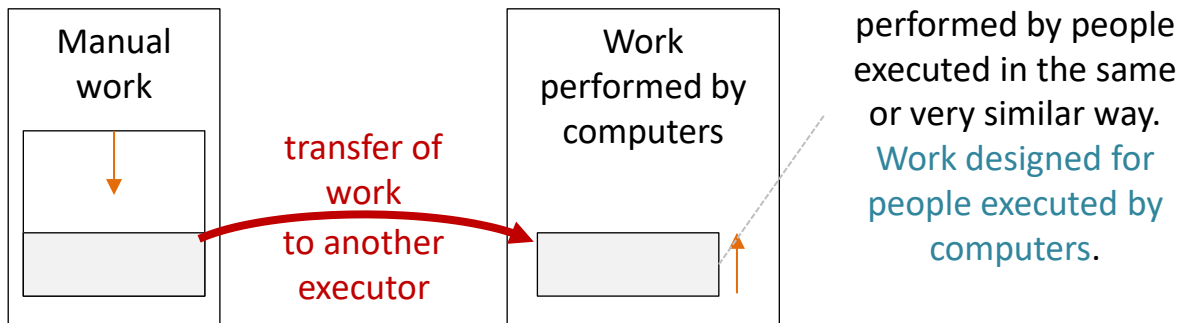 Manual
work
transfer of
work
to another
executor
Work
performed by
computers
performed by people
executed in the same
or very similar way.
Work designed for
people executed by
computers.